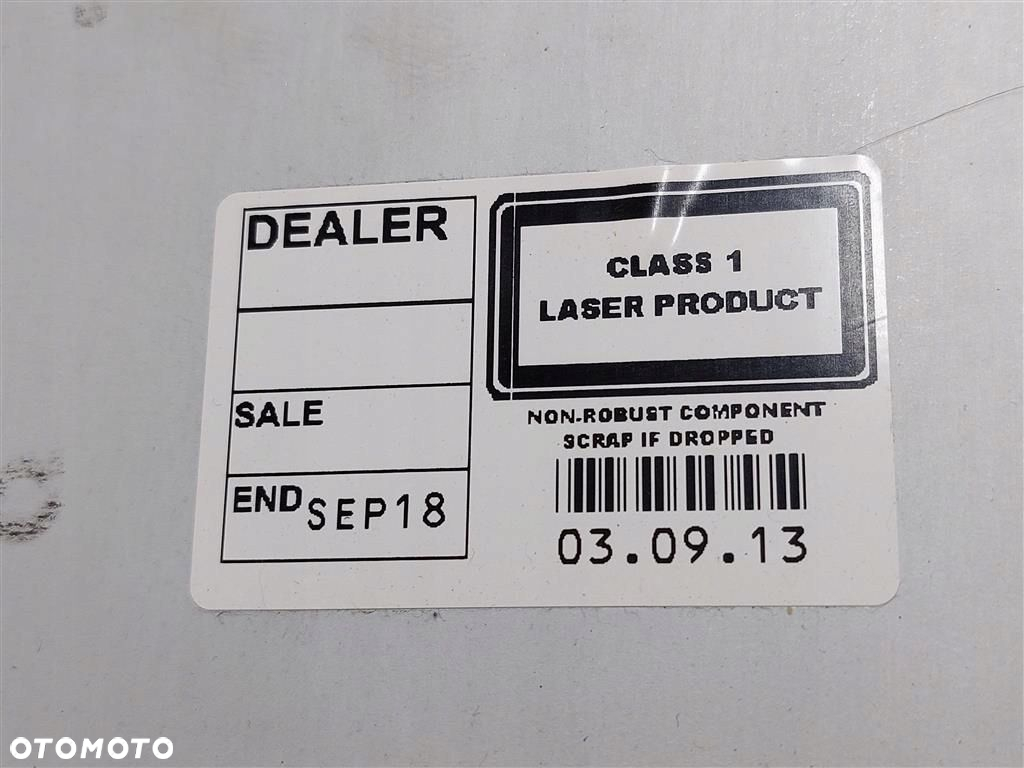 DEALER
SALE
END SEP18
CLASS 1
LASER PRODUCT
NON-ROBUST COMPONENT
SCRAP IF DROPPED
03.09.13
OTOMOTO